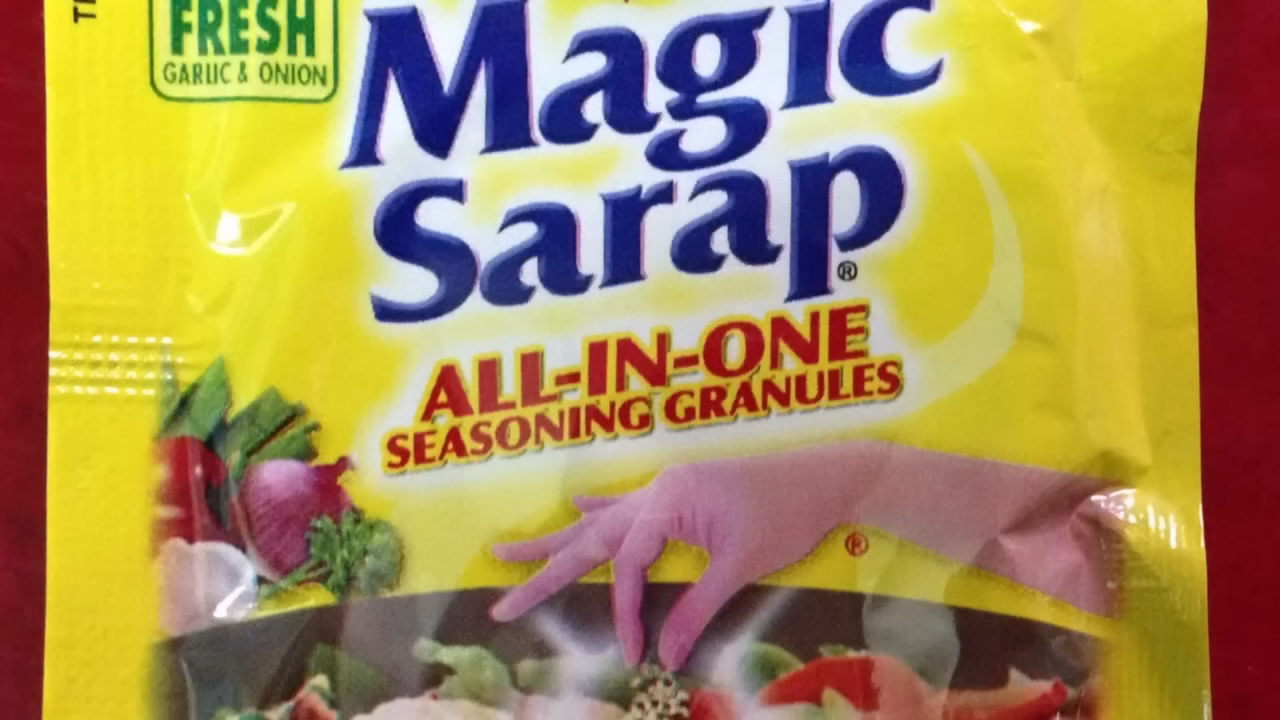 FRESH
GARLIC & ONION
Magic
Sarap®
ALL-IN-ONE
SEASONING GRANULES
®